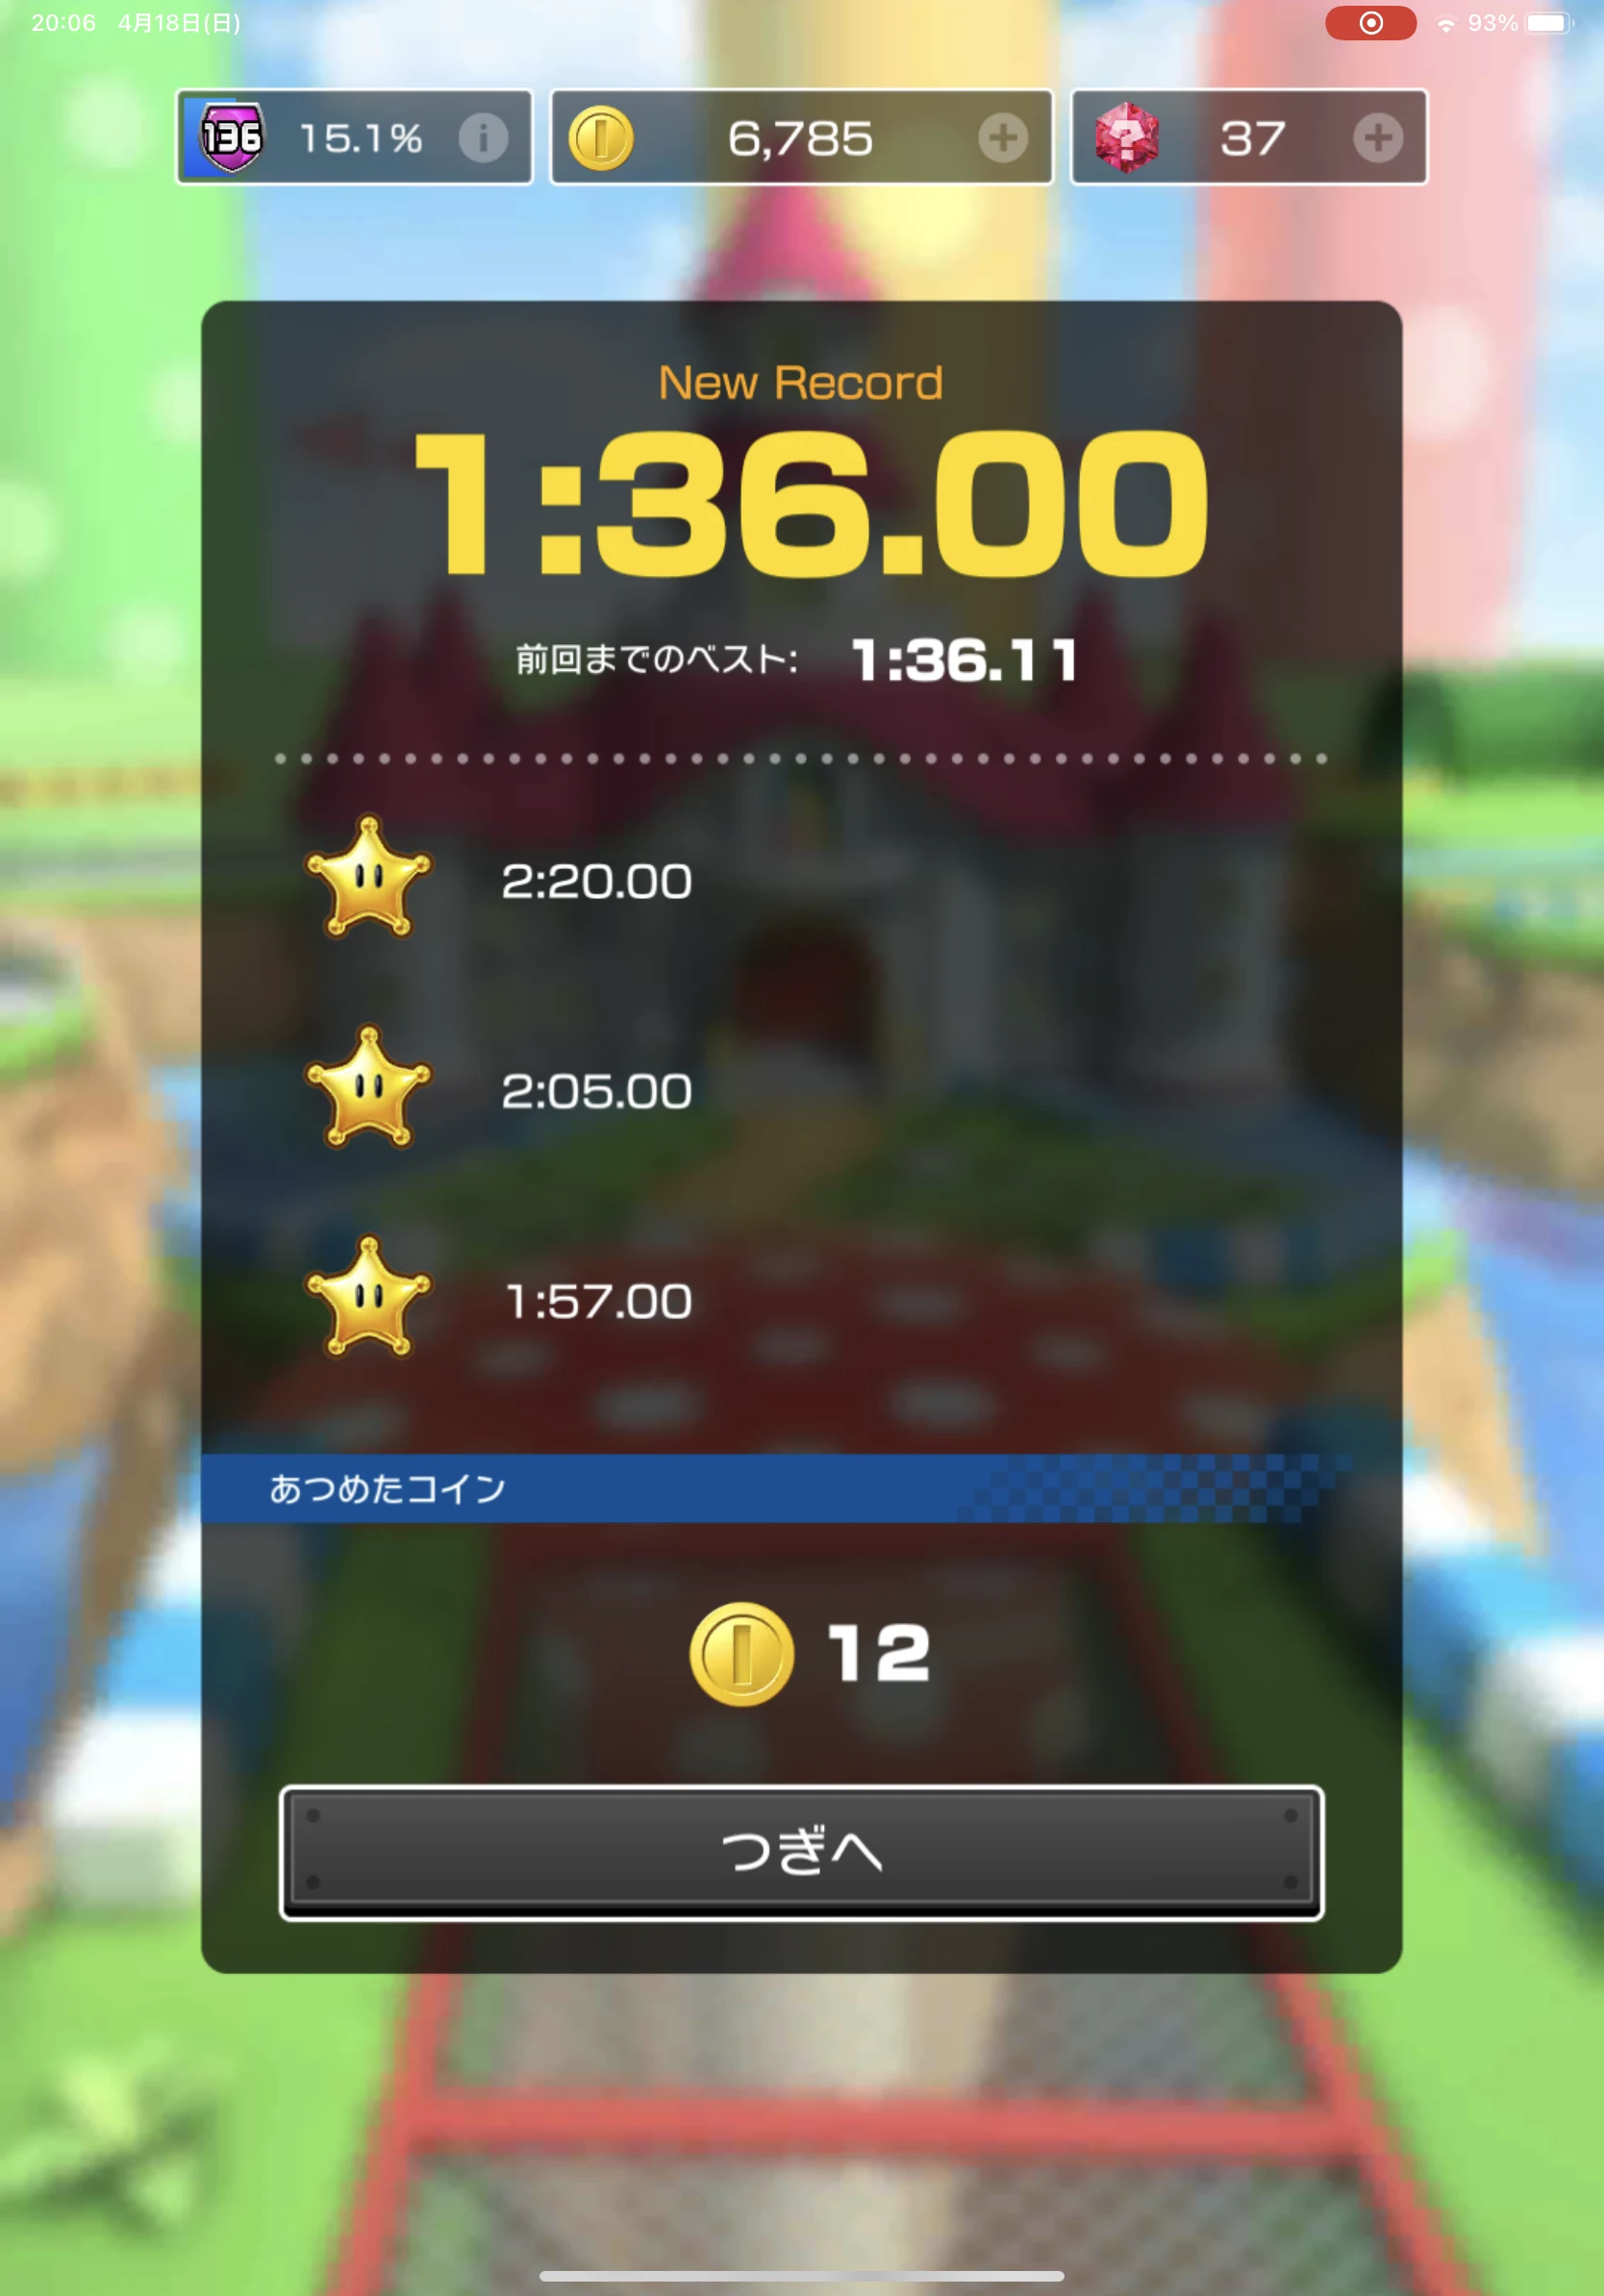 20:06 4月18日(日) 93%
136 15.1% 6,785 37
New Record
1:36.00
前回までのベスト: 1:36.11
2:20.00
2:05.00
1:57.00
あつめたコイン
12
つぎへ